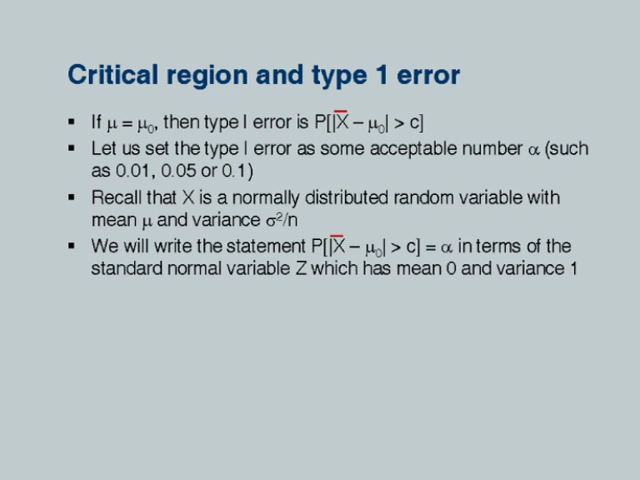 Critical region and type 1 error
▪ If μ = μ₀, then type I error is P[|X̅ – μ₀| > c]
▪ Let us set the type I error as some acceptable number α (such
as 0.01, 0.05 or 0.1)
▪ Recall that X is a normally distributed random variable with
mean μ and variance σ²/n
▪ We will write the statement P[|X̅ – μ₀| > c] = α in terms of the
standard normal variable Z which has mean 0 and variance 1